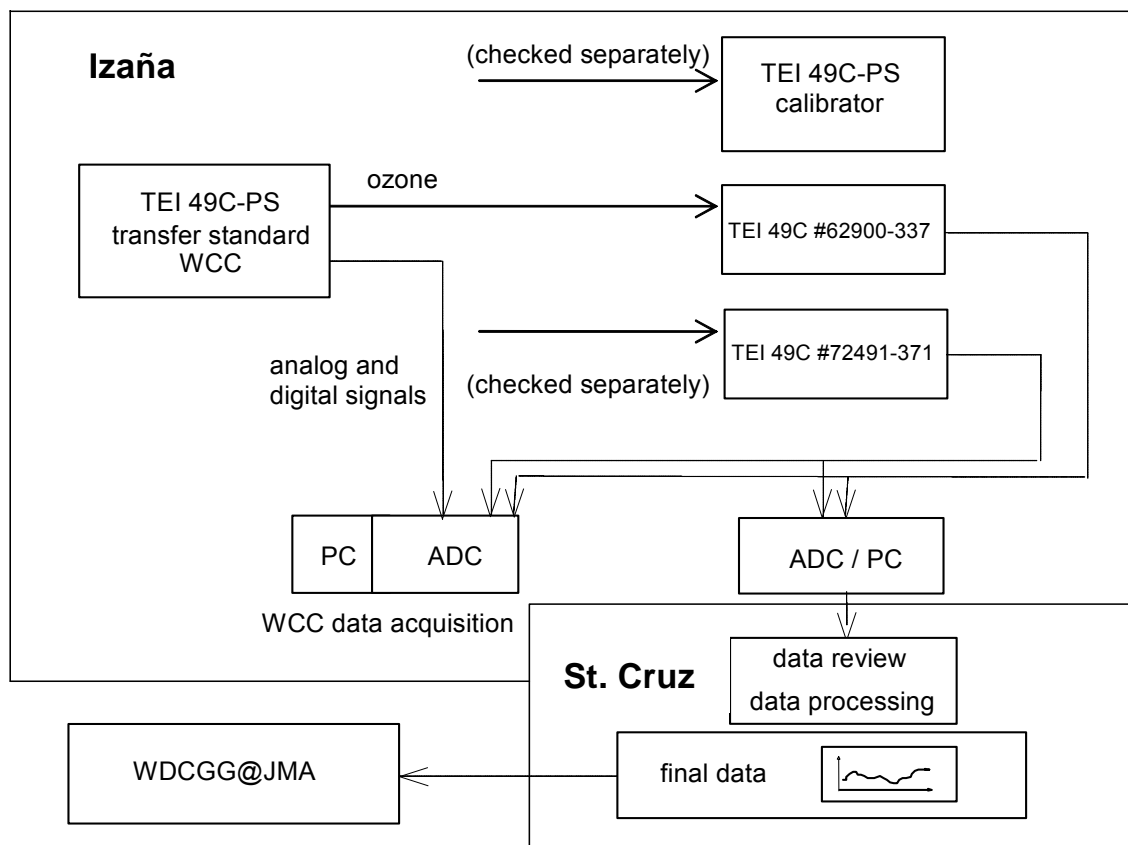 Izaña
(checked separately)
TEI 49C-PS
calibrator
TEI 49C-PS
transfer standard
WCC
ozone
TEI 49C #62900-337
TEI 49C #72491-371
(checked separately)
analog and
digital signals
PC
ADC
ADC / PC
WCC data acquisition
St. Cruz
data review
data processing
WDCGG@JMA
final data